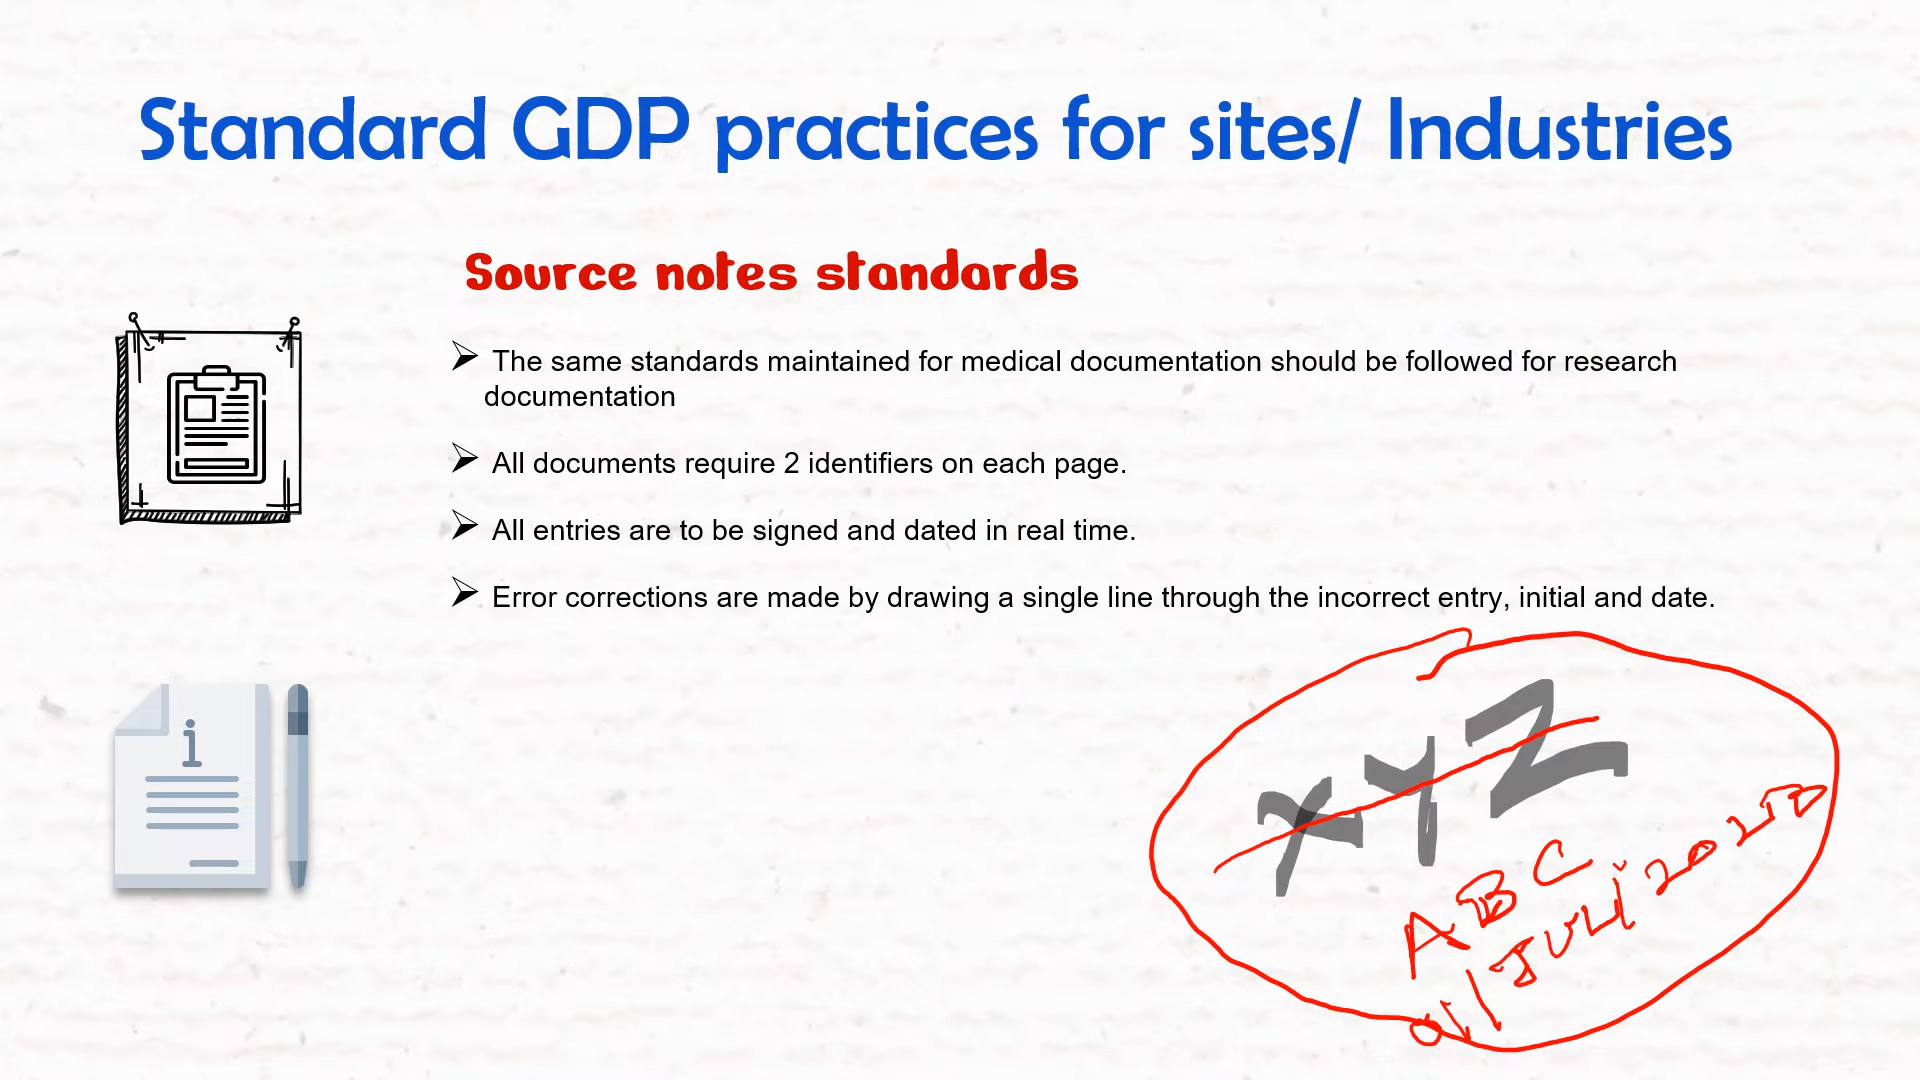 Standard GDP practices for sites/ Industries
Source notes standards
➢ The same standards maintained for medical documentation should be followed for research
documentation
➢ All documents require 2 identifiers on each page.
➢ All entries are to be signed and dated in real time.
➢ Error corrections are made by drawing a single line through the incorrect entry, initial and date.
XYZ
ABC
i